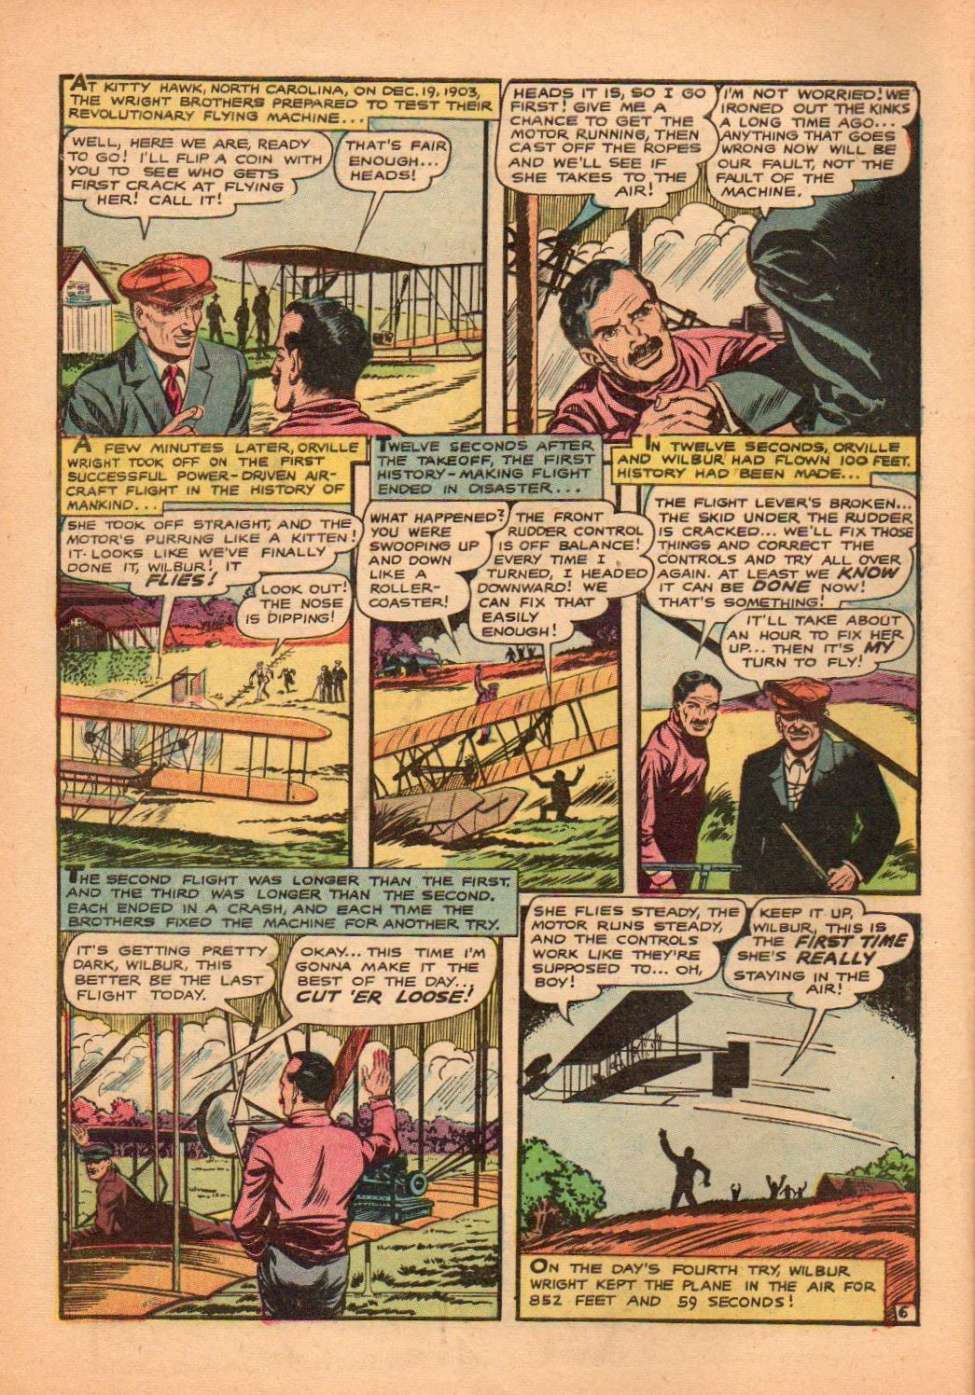 AT KITTY HAWK, NORTH CAROLINA, ON DEC. 19, 1903,
THE WRIGHT BROTHERS PREPARED TO TEST THEIR
REVOLUTIONARY FLYING MACHINE...
WELL, HERE WE ARE, READY
TO GO! I'LL FLIP A COIN WITH
YOU TO SEE WHO GETS
FIRST CRACK AT FLYING
HER! CALL IT!
THAT'S FAIR
ENOUGH...
HEADS!
HEADS IT IS, SO I GO
FIRST! GIVE ME A
CHANCE TO GET THE
MOTOR RUNNING, THEN
CAST OFF THE ROPES
AND WE'LL SEE IF
SHE TAKES TO THE
AIR!
I'M NOT WORRIED! WE
IRONED OUT THE KINKS
A LONG TIME AGO...
ANYTHING THAT GOES
WRONG NOW WILL BE
OUR FAULT, NOT THE
FAULT OF THE
MACHINE.
A FEW MINUTES LATER, ORVILLE
WRIGHT TOOK OFF ON THE FIRST
SUCCESSFUL POWER-DRIVEN AIR-
CRAFT FLIGHT IN THE HISTORY OF
MANKIND...
SHE TOOK OFF STRAIGHT, AND THE
MOTOR'S PURRING LIKE A KITTEN!
IT LOOKS LIKE WE'VE FINALLY
DONE IT, WILBUR! IT
FLIES!
LOOK OUT!
THE NOSE
IS DIPPING!
TWELVE SECONDS AFTER
THE TAKEOFF, THE FIRST
HISTORY-MAKING FLIGHT
ENDED IN DISASTER...
WHAT HAPPENED?
YOU WERE
SWOOPING UP
AND DOWN
LIKE A
ROLLER-
COASTER!
THE FRONT
RUDDER CONTROL
IS OFF BALANCE!
EVERY TIME I
TURNED, I HEADED
DOWNWARD! WE
CAN FIX THAT
EASILY
ENOUGH!
IN TWELVE SECONDS, ORVILLE
AND WILBUR HAD FLOWN 100 FEET.
HISTORY HAD BEEN MADE...
THE FLIGHT LEVER'S BROKEN...
THE SKID UNDER THE RUDDER
IS CRACKED... WE'LL FIX THOSE
THINGS AND CORRECT THE
CONTROLS AND TRY ALL OVER
AGAIN. AT LEAST WE KNOW
IT CAN BE DONE NOW!
THAT'S SOMETHING!
IT'LL TAKE ABOUT
AN HOUR TO FIX HER
UP... THEN IT'S MY
TURN TO FLY!
THE SECOND FLIGHT WAS LONGER THAN THE FIRST,
AND THE THIRD WAS LONGER THAN THE SECOND.
EACH ENDED IN A CRASH, AND EACH TIME THE
BROTHERS FIXED THE MACHINE FOR ANOTHER TRY.
IT'S GETTING PRETTY
DARK, WILBUR, THIS
BETTER BE THE LAST
FLIGHT TODAY.
OKAY... THIS TIME I'M
GONNA MAKE IT THE
BEST OF THE DAY...
CUT 'ER LOOSE!
SHE FLIES STEADY, THE
MOTOR RUNS STEADY,
AND THE CONTROLS
WORK LIKE THEY'RE
SUPPOSED TO... OH,
BOY!
KEEP IT UP,
WILBUR, THIS IS
THE FIRST TIME
SHE'S REALLY
STAYING IN THE
AIR!
ON THE DAY'S FOURTH TRY, WILBUR
WRIGHT KEPT THE PLANE IN THE AIR FOR
852 FEET AND 59 SECONDS!
6